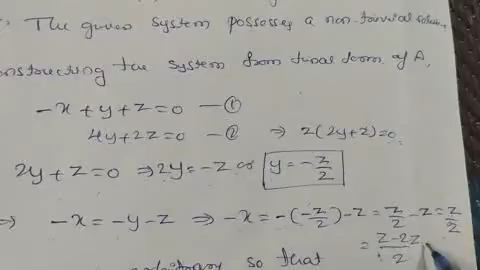 The given system possesses a non-trivial solution,
onstructing the system from final form of A,
-x+y+z=0 —①
4y+2z=0 —② ⇒ 2(2y+z)=0
2y+z=0 ⇒2y=-z or y=-z/2
⇒ -x=-y-z ⇒ -x=-(-z/2)-z=z/2-z=z/2
=z-2z/2
so that